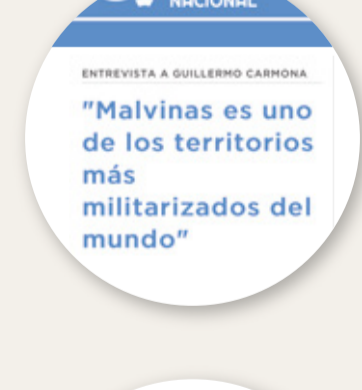 NACIONAL
ENTREVISTA A GUILLERMO CARMONA
"Malvinas es uno
de los territorios
más
militarizados del
mundo"